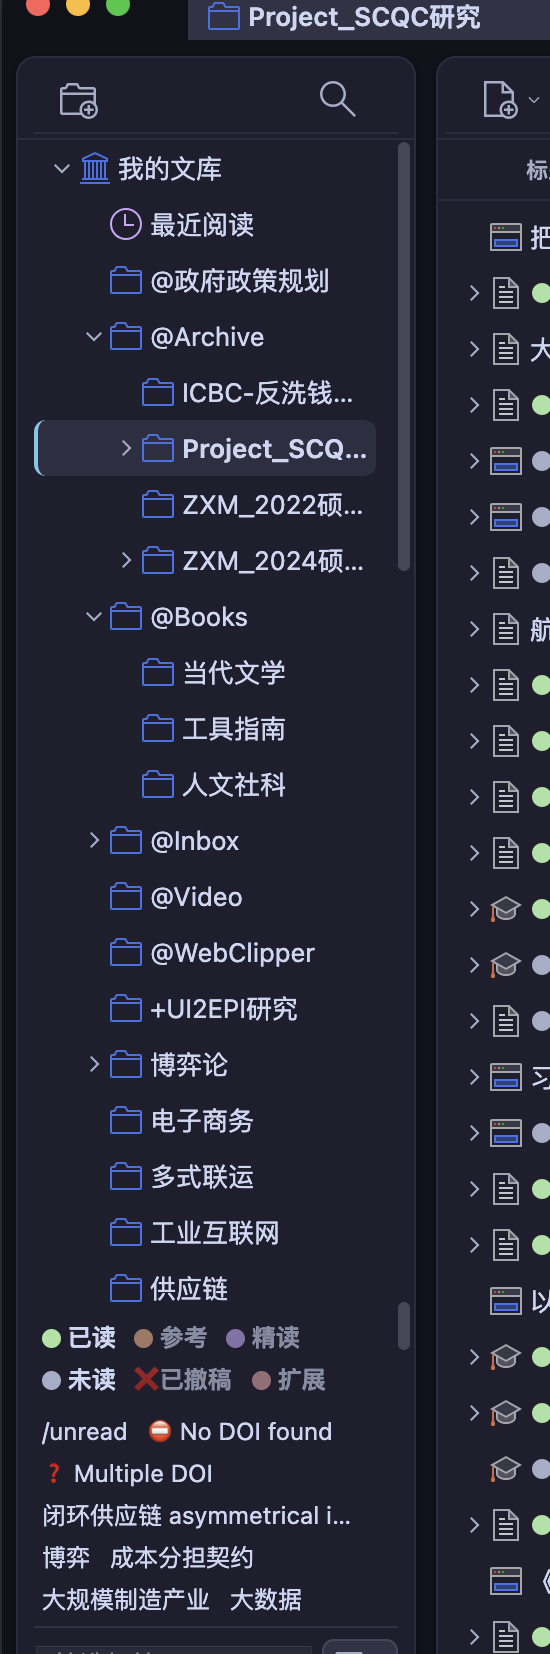 Project_SCQC研究
我的文库
最近阅读
@政府政策规划
@Archive
ICBC-反洗钱...
Project_SCQ...
ZXM_2022硕...
ZXM_2024硕...
@Books
当代文学
工具指南
人文社科
@Inbox
@Video
@WebClipper
+UI2EPI研究
博弈论
电子商务
多式联运
工业互联网
供应链
已读 参考 精读
未读 ❌已撤稿 扩展
/unread ⛔ No DOI found
❓ Multiple DOI
闭环供应链 asymmetrical i...
博弈 成本分担契约
大规模制造产业 大数据
把
大
航
习
以
《